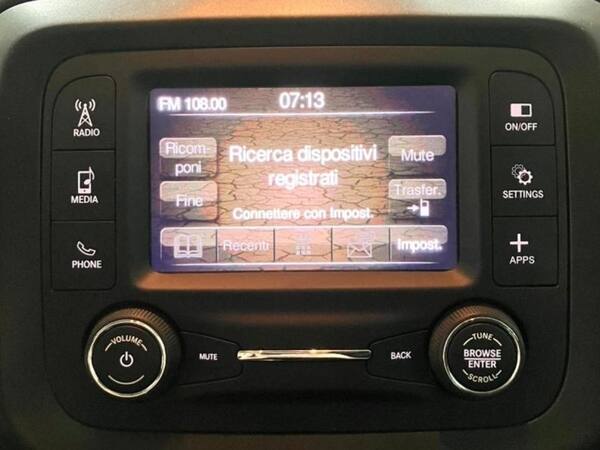 FM 108.00 07:13
RADIO
MEDIA
PHONE
Ricom-
poni
Fine
Ricerca dispositivi
registrati
Connettere con Impost.
Mute
Trasfer.
Recenti
Impost.
ON/OFF
SETTINGS
APPS
VOLUME
MUTE
BACK
TUNE
BROWSE
ENTER
SCROLL